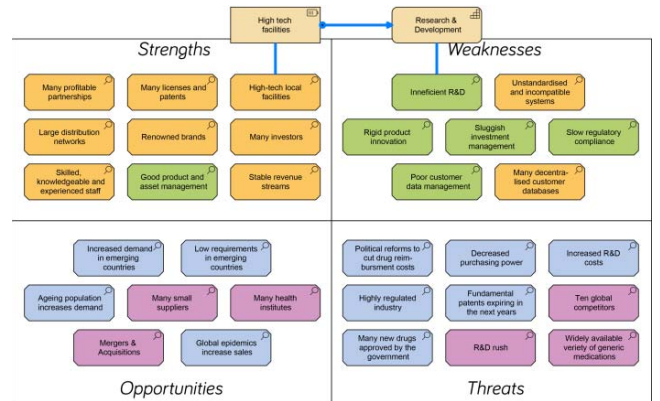 High tech
facilities
Research &
Development
Strengths
Weaknesses
Many profitable
partnerships
Many licenses and
patents
High-tech local
facilities
Large distribution
networks
Renowned brands
Many investors
Skilled,
knowledgeable and
experienced staff
Good product and
asset management
Stable revenue
streams
Inneficient R&D
Unstandardised
and incompatible
systems
Rigid product
innovation
Sluggish
investment
management
Slow regulatory
compliance
Poor customer
data management
Many decentra-
lised customer
databases
Increased demand
in emerging
countries
Low requirements
in emerging
countries
Ageing population
increases demand
Many small
suppliers
Many health
institutes
Mergers &
Acquisitions
Global epidemics
increase sales
Opportunities
Political reforms to
cut drug reim-
bursment costs
Decreased
purchasing power
Increased R&D
costs
Highly regulated
industry
Fundamental
patents expiring in
the next years
Ten global
competitors
Many new drugs
approved by the
government
R&D rush
Widely available
veriety of generic
medications
Threats